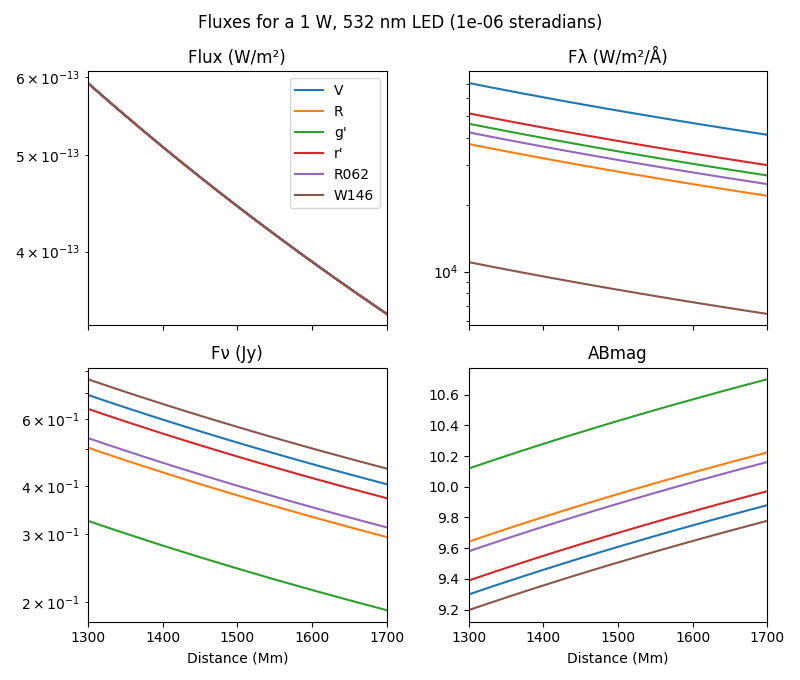 Fluxes for a 1 W, 532 nm LED (1e-06 steradians)
Flux (W/m²)
6 × 10⁻¹³
5 × 10⁻¹³
4 × 10⁻¹³
V
R
g'
r'
R062
W146
Fλ (W/m²/Å)
10⁴
Fν (Jy)
6 × 10⁻¹
4 × 10⁻¹
3 × 10⁻¹
2 × 10⁻¹
1300 1400 1500 1600 1700
Distance (Mm)
ABmag
10.6
10.4
10.2
10.0
9.8
9.6
9.4
9.2
1300 1400 1500 1600 1700
Distance (Mm)